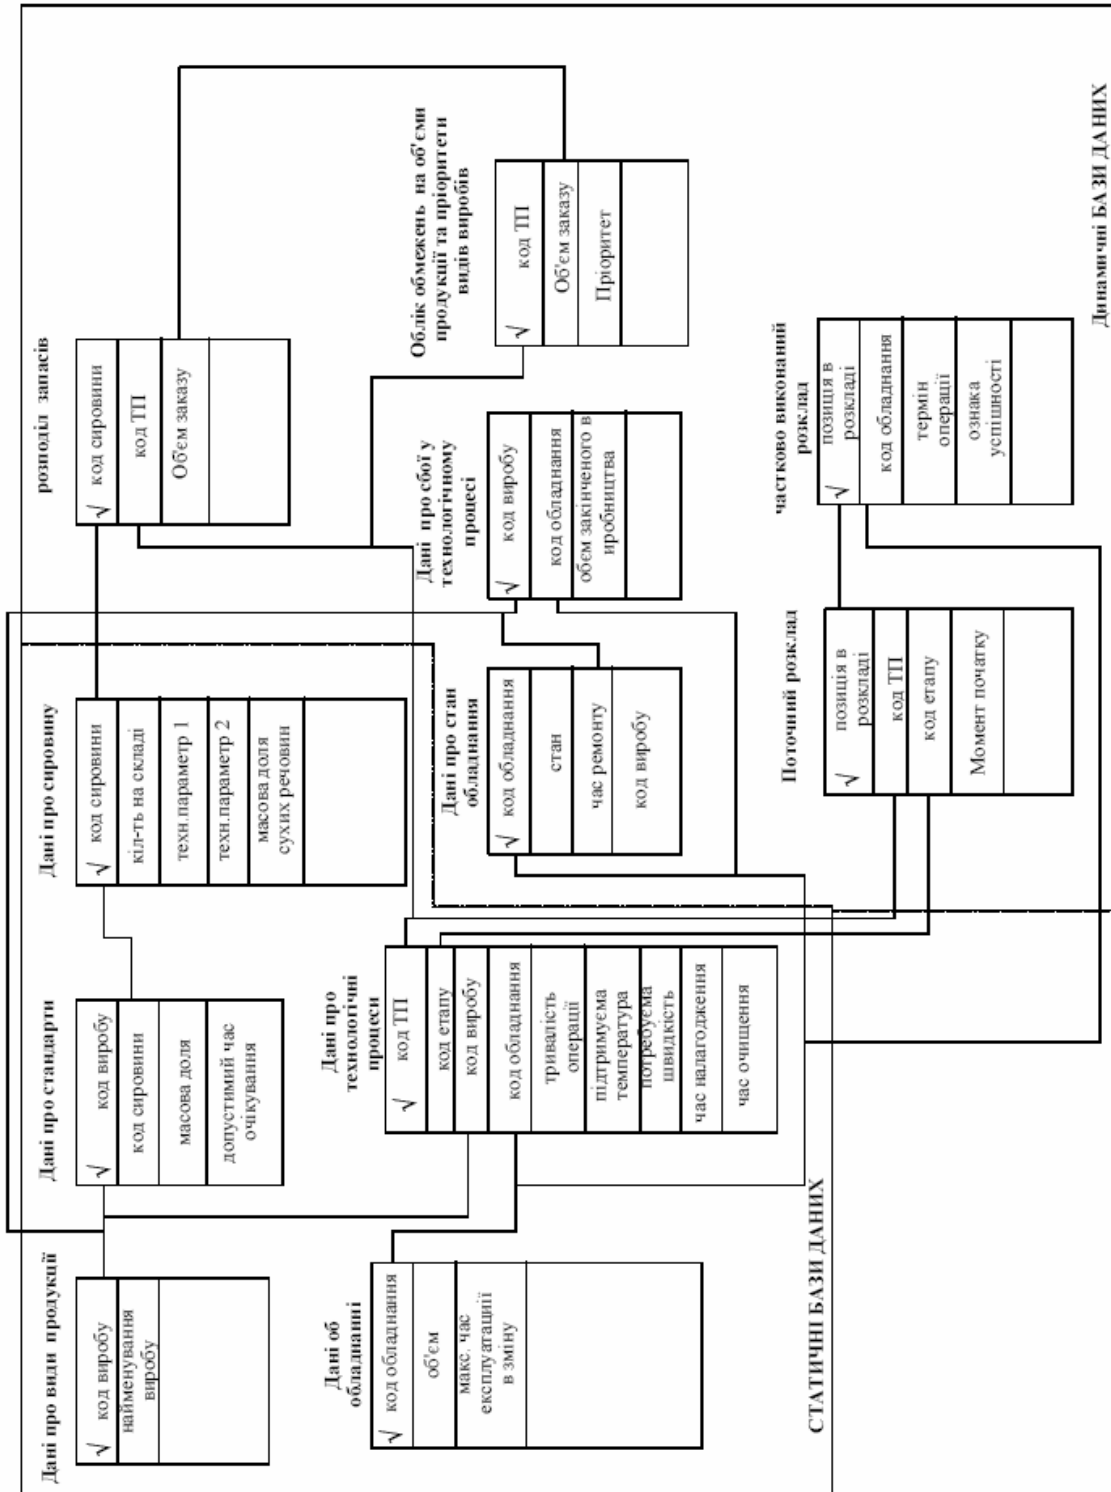 Дані про види продукції
√ код виробу
найменування
виробу
Дані про стандарти
√ код виробу
код сировини
масова доля
допустимий час
очікування
Дані про сировину
√ код сировини
кіл-ть на складі
техн.параметр 1
техн.параметр 2
масова доля
сухих речовин
розподіл запасів
√ код сировини
код ТП
Обєм заказу
Дані об
обладнанні
√ код обладнання
об'єм
макс. час
експлуатациії
в зміну
Дані про
технологічні
процеси
√ код ТП
код етапу
код виробу
код обладнання
тривалість
операції
підтримуєма
температура
потребуєма
швидкість
час налагодження
час очищення
Дані про стан
обладнання
√ код обладнання
стан
час ремонту
код виробу
Дані про сбої у
технологічному
процесі
√ код виробу
код обладнання
обєм закінченого в
иробництва
Облік обмежень на об'єми
продукції та пріоритети
видів виробів
√ код ТП
Об'єм заказу
Пріоритет
Поточний розклад
√ позиція в
розкладі
код ТП
код етапу
Момент початку
частково виконаний
розклад
√ позиция в
розкладі
код обладнання
термін
операції
ознака
успішності
СТАТИЧНІ БАЗИ ДАНИХ
Динамичні БАЗИ ДАНИХ